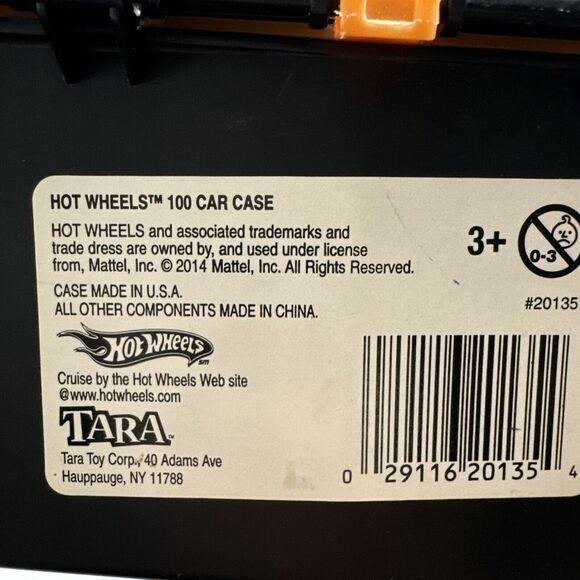 HOT WHEELS™ 100 CAR CASE
HOT WHEELS and associated trademarks and
trade dress are owned by, and used under license
from, Mattel, Inc. © 2014 Mattel, Inc. All Rights Reserved.
3+
0-3
CASE MADE IN U.S.A.
ALL OTHER COMPONENTS MADE IN CHINA.
#20135
HOT WHEELS SM
Cruise by the Hot Wheels Web site
@www.hotwheels.com
TARA™
Tara Toy Corp. 40 Adams Ave
Hauppauge, NY 11788
0 29116 20135 4